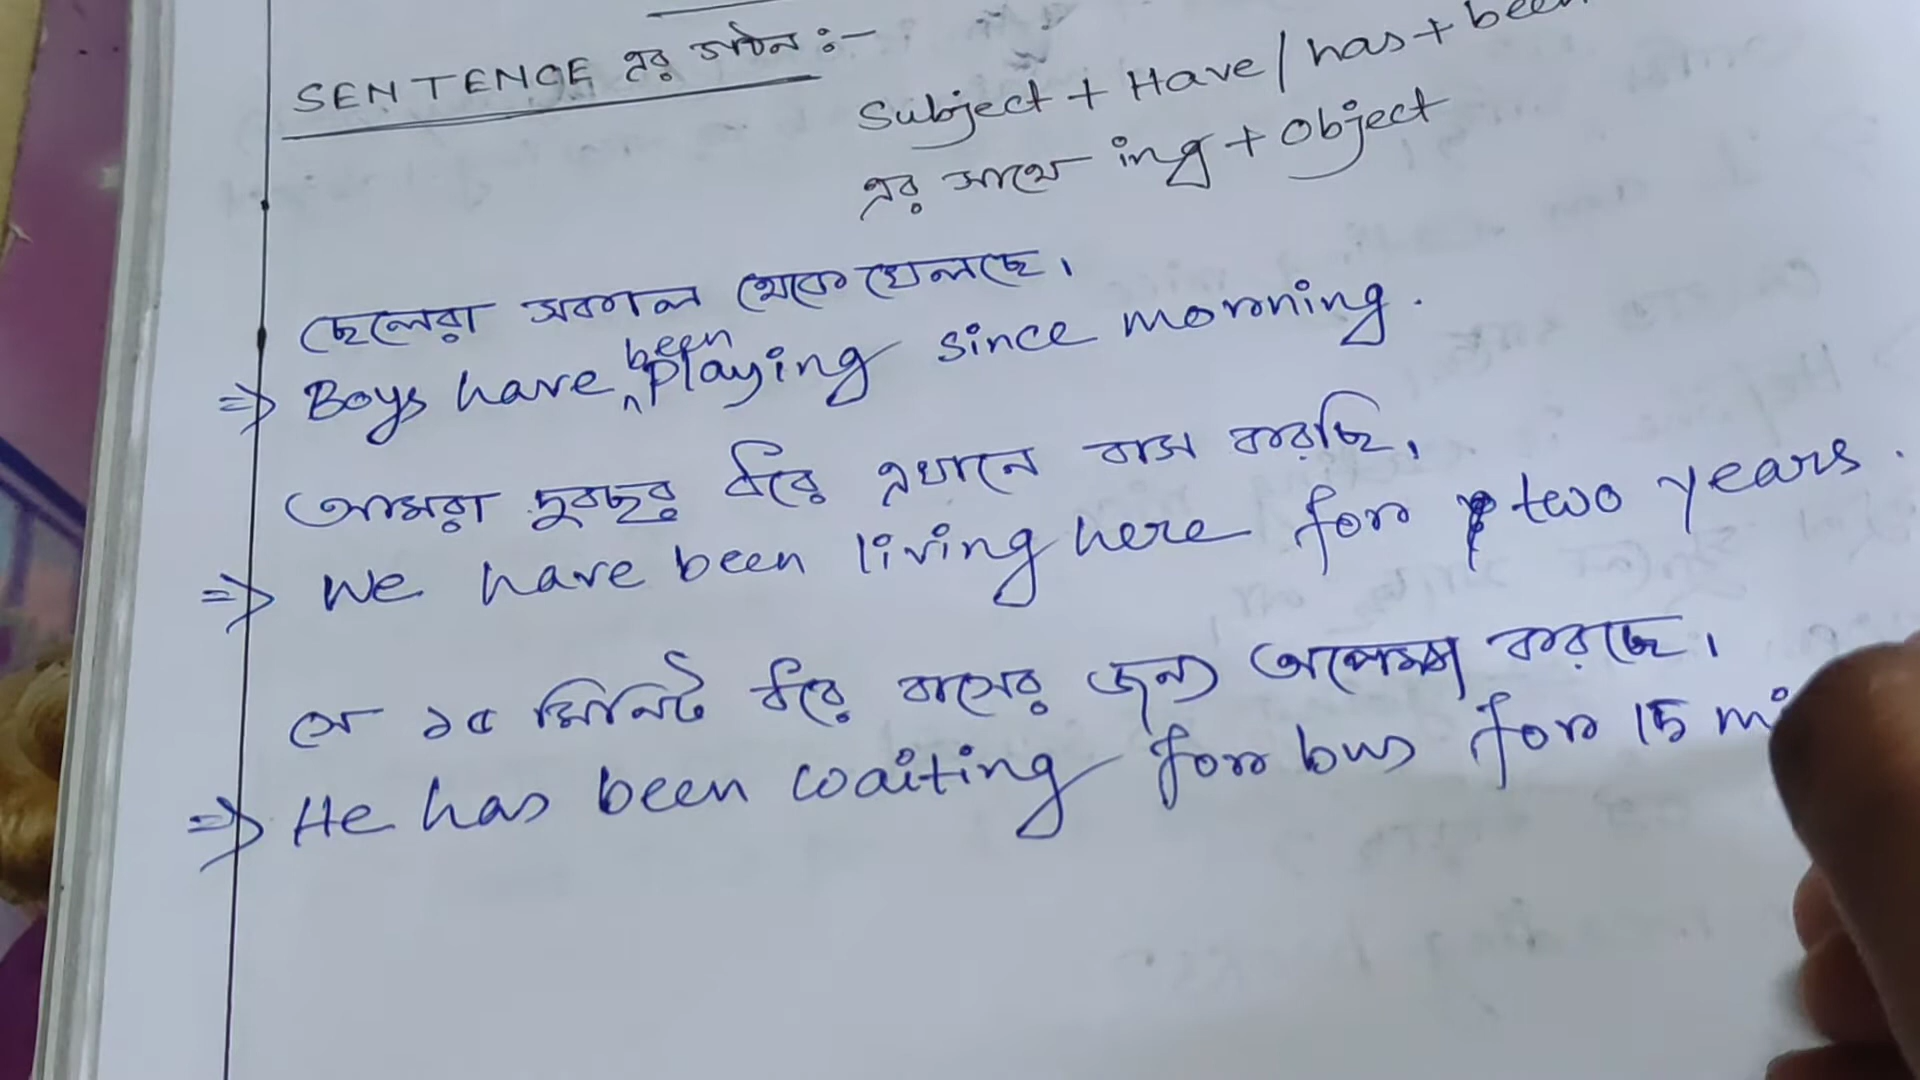 SENTENCE এর গঠন :-
Subject + Have / has + been
এর সাথে ing + Object
ছেলেরা সকাল থেকে খেলছে।
⇒ Boys have been playing since morning.
আমরা দুবছর ধরে এখানে বাস করছি।
⇒ We have been living here for two years.
সে ১৫ মিনিট ধরে বাসের জন্য অপেক্ষা করছে।
⇒ He has been waiting for bus for 15 mi